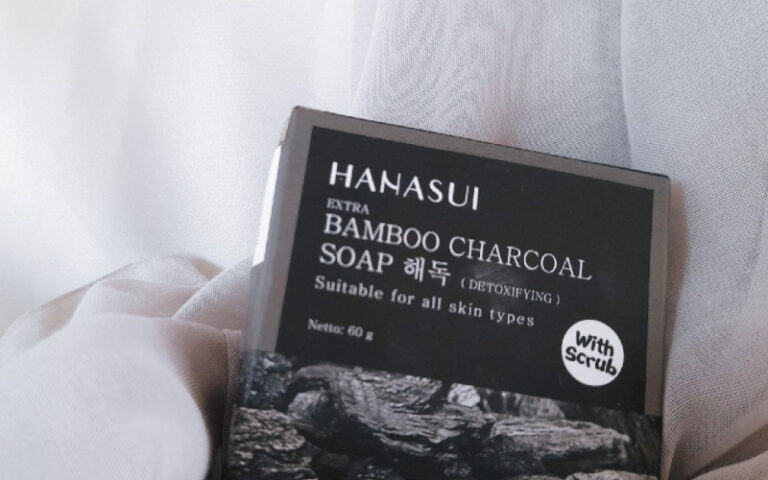 HANASUI
EXTRA
BAMBOO CHARCOAL
SOAP 해독 ( DETOXIFYING )
Suitable for all skin types
Netto: 60 g
With
Scrub